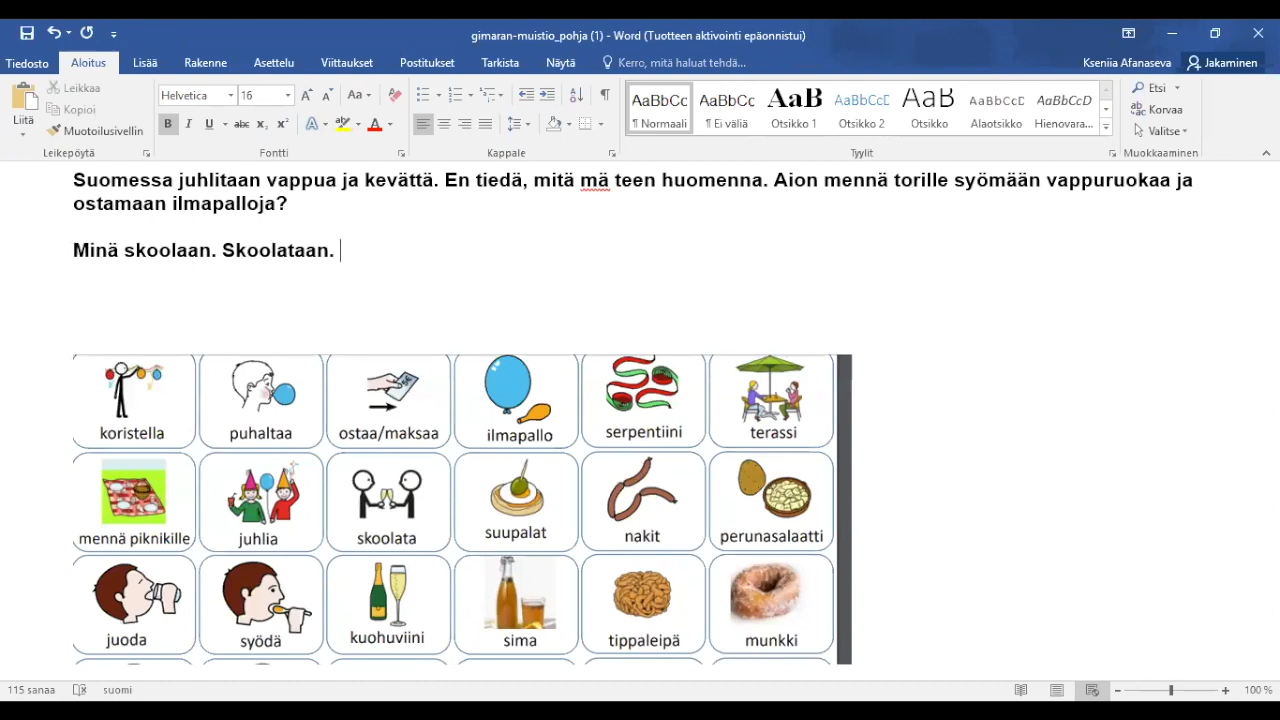 gimaran-muistio_pohja (1) - Word (Tuotteen aktivointi epäonnistui)
Tiedosto Aloitus Lisää Rakenne Asettelu Viittaukset Postitukset Tarkista Näytä Kerro, mitä haluat tehdä... Kseniia Afanaseva Jakaminen
Liitä
Leikkaa
Kopioi
Muotoilusivellin
Leikepöytä
Helvetica 16
Fontti
Kappale
AaBbCc AaBbCc AaB AaBbCcD AaB AaBbCcD AaBbCcD
¶ Normaali ¶ Ei väliä Otsikko 1 Otsikko 2 Otsikko Alaotsikko Hienovara...
Tyylit
Etsi
Korvaa
Valitse
Muokkaaminen
Suomessa juhlitaan vappua ja kevättä. En tiedä, mitä mä teen huomenna. Aion mennä torille syömään vappuruokaa ja
ostamaan ilmapalloja?
Minä skoolaan. Skoolataan.
koristella puhaltaa ostaa/maksaa ilmapallo serpentiini terassi
mennä piknikille juhlia skoolata suupalat nakit perunasalaatti
juoda syödä kuohuviini sima tippaleipä munkki
115 sanaa suomi 100 %